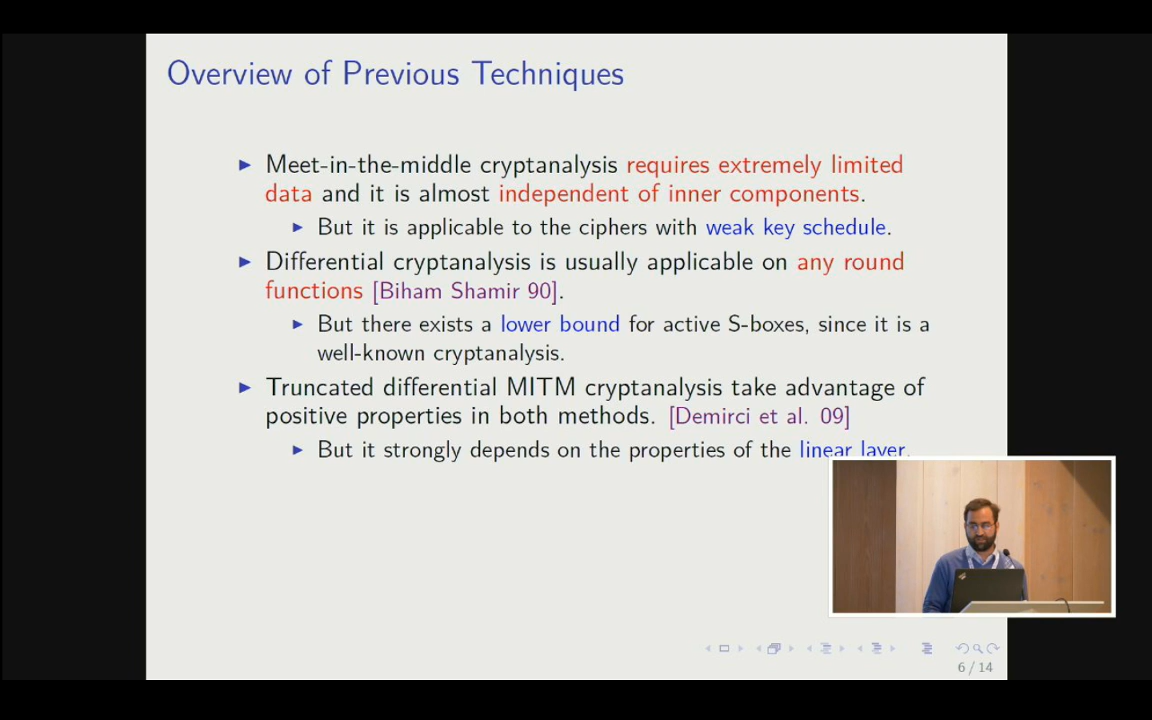 Overview of Previous Techniques
Meet-in-the-middle cryptanalysis requires extremely limited
data and it is almost independent of inner components.
But it is applicable to the ciphers with weak key schedule.
Differential cryptanalysis is usually applicable on any round
functions [Biham Shamir 90].
But there exists a lower bound for active S-boxes, since it is a
well-known cryptanalysis.
Truncated differential MITM cryptanalysis take advantage of
positive properties in both methods. [Demirci et al. 09]
But it strongly depends on the properties of the linear layer.
6 / 14